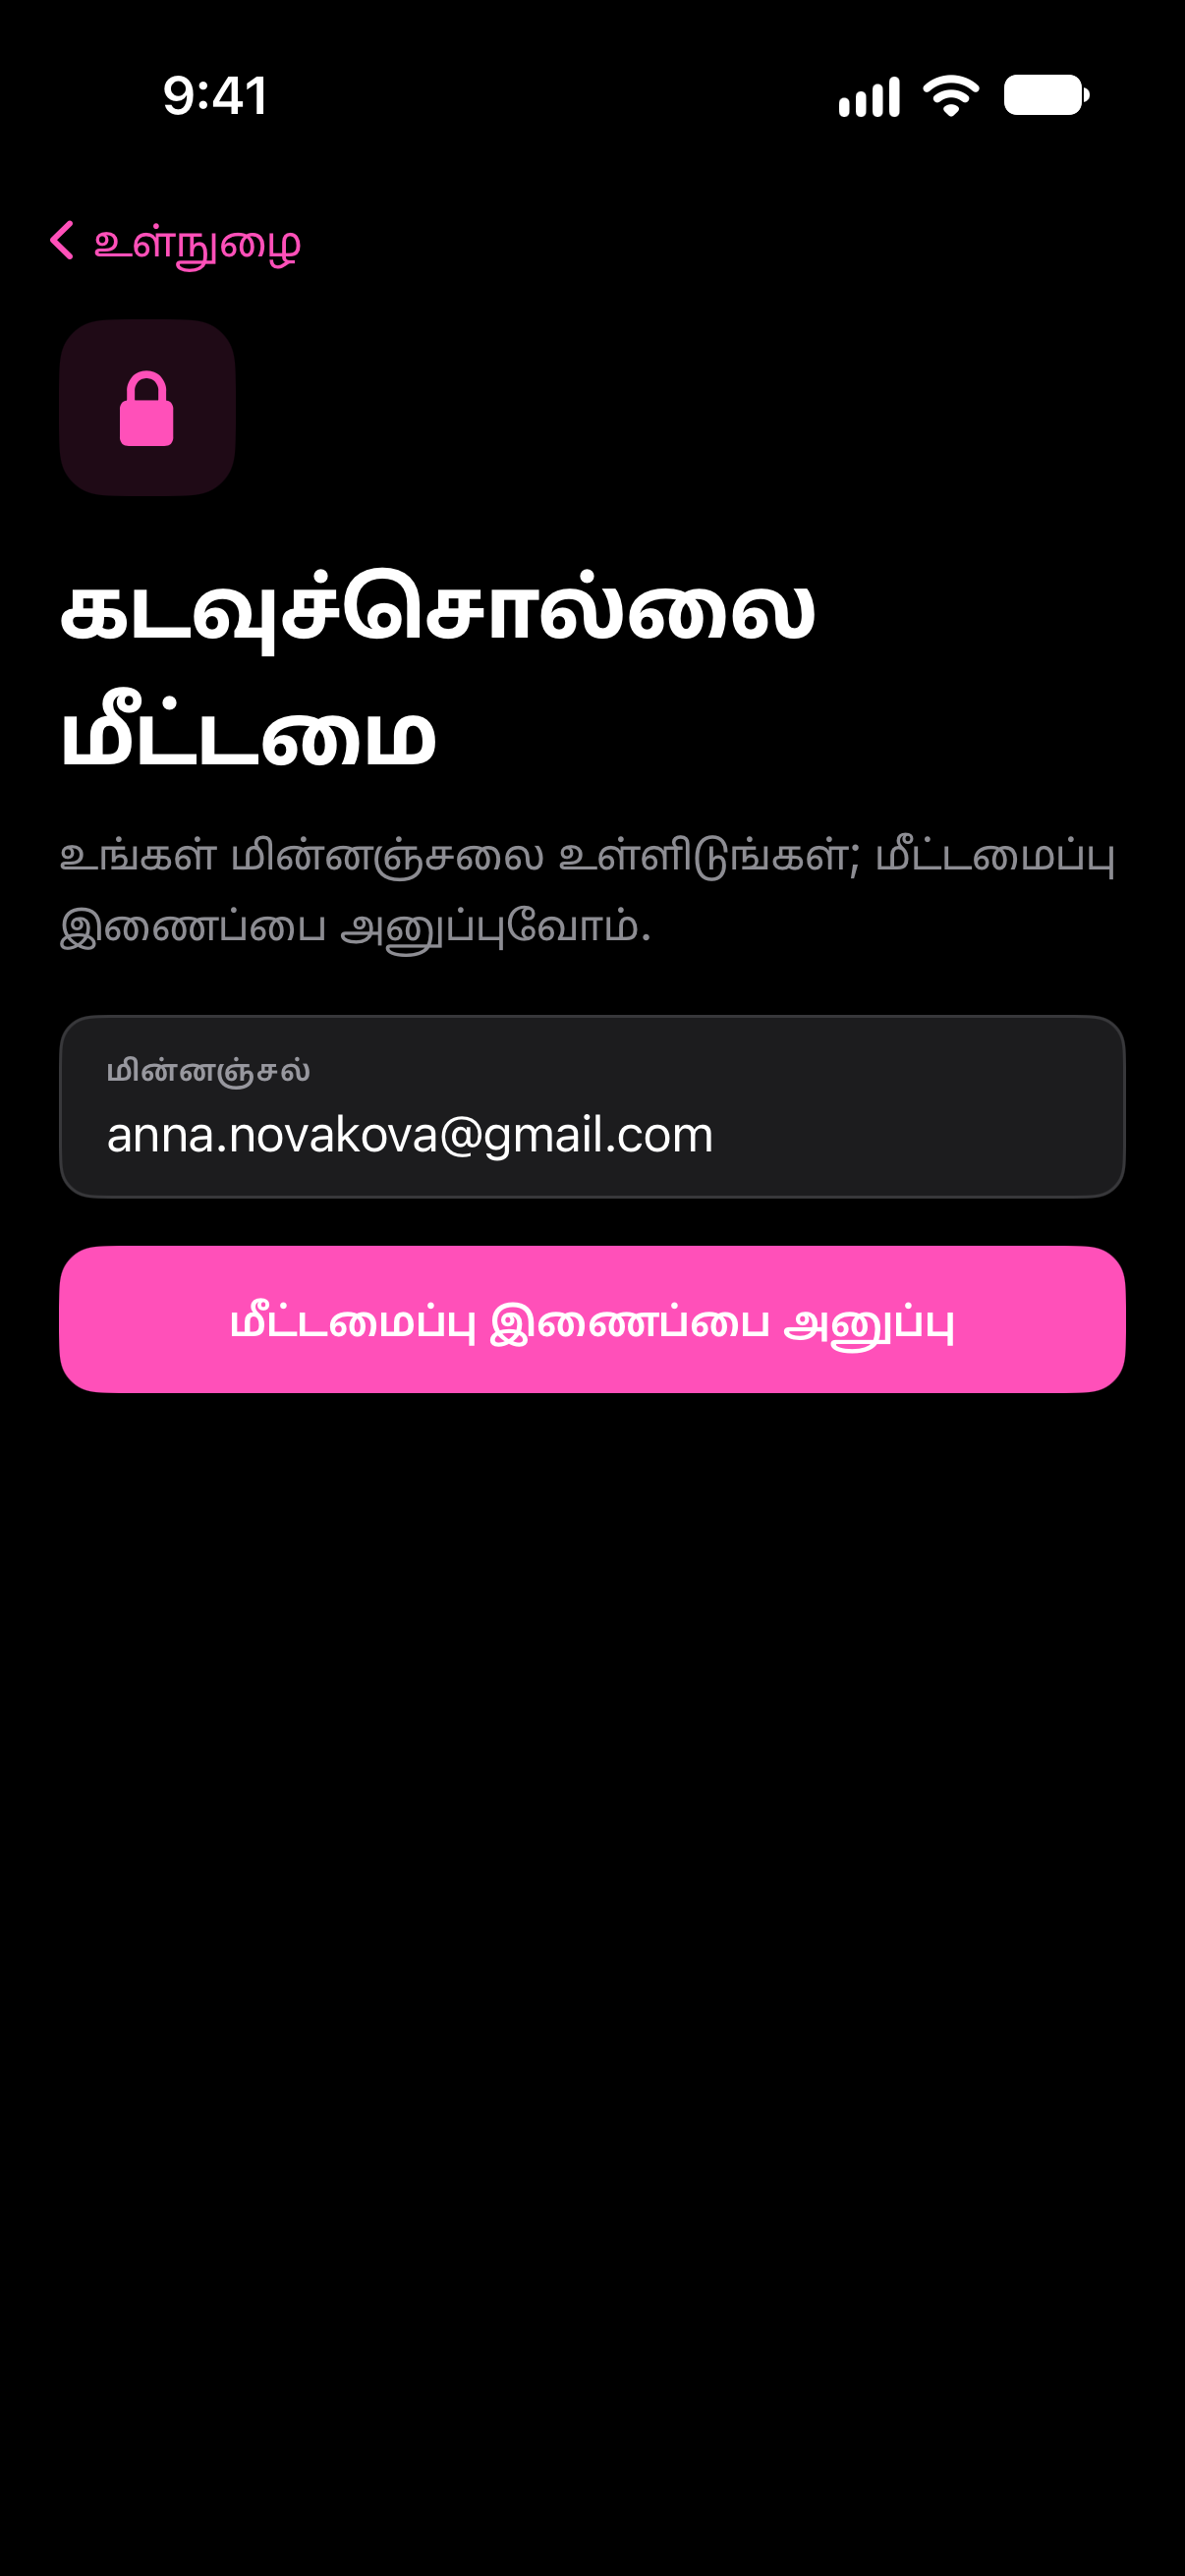 9:41
உள்நுழை
கடவுச்சொல்லை
மீட்டமை
உங்கள் மின்னஞ்சலை உள்ளிடுங்கள்; மீட்டமைப்பு
இணைப்பை அனுப்புவோம்.
மின்னஞ்சல்
anna.novakova@gmail.com
மீட்டமைப்பு இணைப்பை அனுப்பு